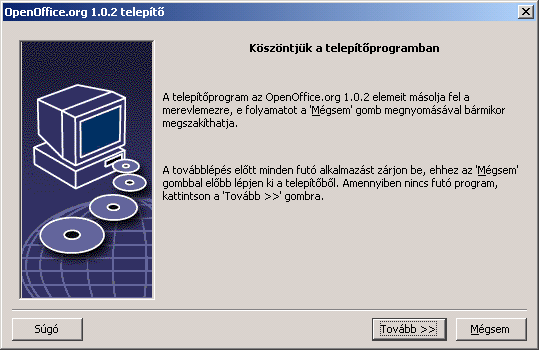 OpenOffice.org 1.0.2 telepítő
Köszöntjük a telepítőprogramban
A telepítőprogram az OpenOffice.org 1.0.2 elemeit másolja fel a
merevlemezre, e folyamatot a 'Mégsem' gomb megnyomásával bármikor
megszakíthatja.
A továbblépés előtt minden futó alkalmazást zárjon be, ehhez az 'Mégsem'
gombbal előbb lépjen ki a telepítőből. Amennyiben nincs futó program,
kattintson a 'Tovább >>' gombra.
Súgó
Tovább >>
Mégsem